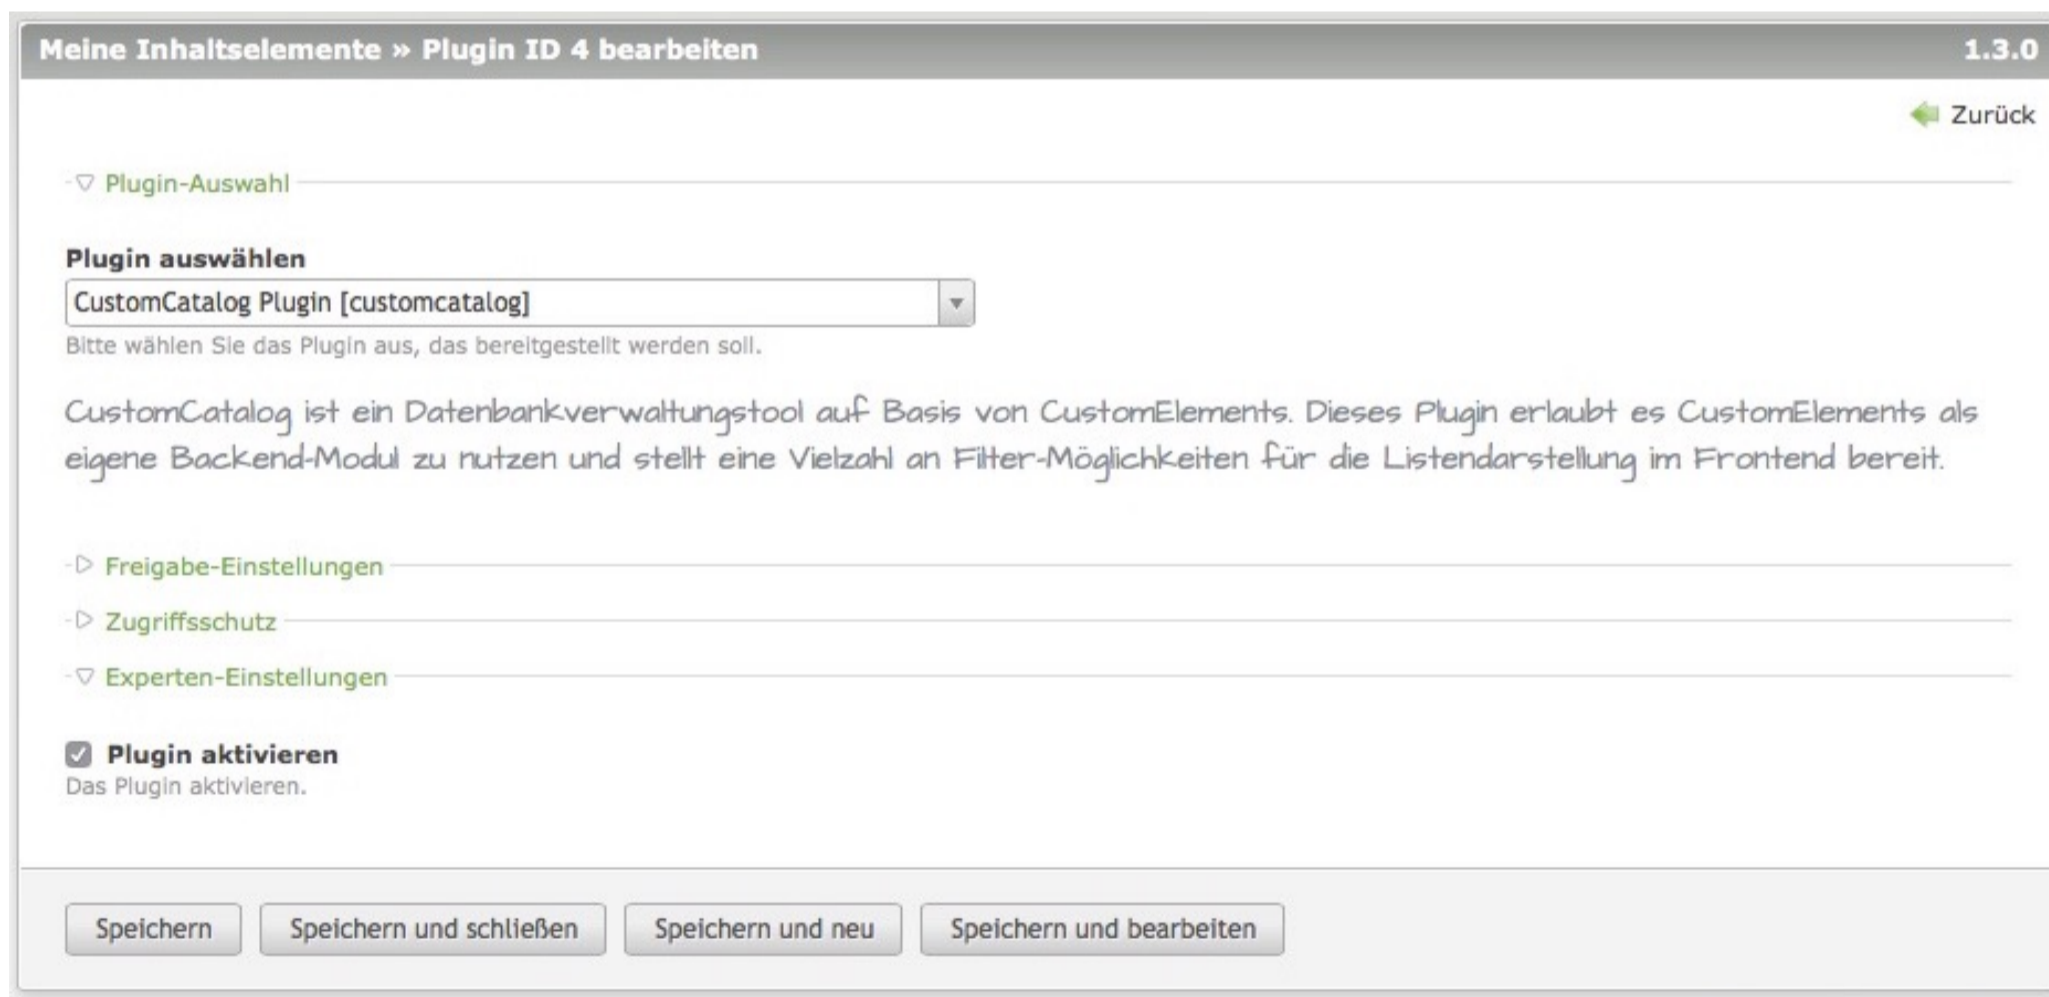 Meine Inhaltselemente » Plugin ID 4 bearbeiten 1.3.0
Zurück
Plugin-Auswahl
Plugin auswählen
CustomCatalog Plugin [customcatalog]
Bitte wählen Sie das Plugin aus, das bereitgestellt werden soll.
CustomCatalog ist ein Datenbankverwaltungstool auf Basis von CustomElements. Dieses Plugin erlaubt es CustomElements als
eigene Backend-Modul zu nutzen und stellt eine Vielzahl an Filter-Möglichkeiten für die Listendarstellung im Frontend bereit.
Freigabe-Einstellungen
Zugriffsschutz
Experten-Einstellungen
Plugin aktivieren
Das Plugin aktivieren.
Speichern Speichern und schließen Speichern und neu Speichern und bearbeiten